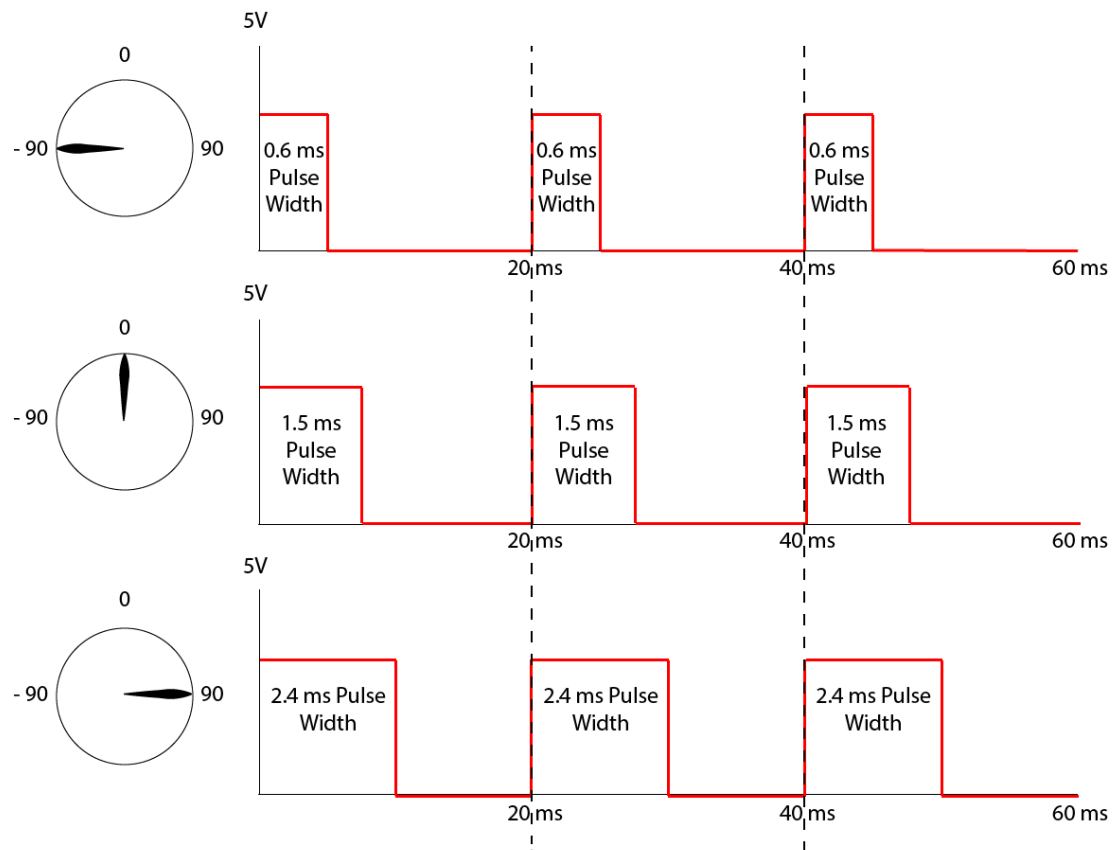 5V
0
- 90
90
0.6 ms
Pulse
Width
0.6 ms
Pulse
Width
0.6 ms
Pulse
Width
20 ms
40 ms
60 ms
5V
0
- 90
90
1.5 ms
Pulse
Width
1.5 ms
Pulse
Width
1.5 ms
Pulse
Width
20 ms
40 ms
60 ms
5V
0
- 90
90
2.4 ms Pulse
Width
2.4 ms Pulse
Width
2.4 ms Pulse
Width
20 ms
40 ms
60 ms